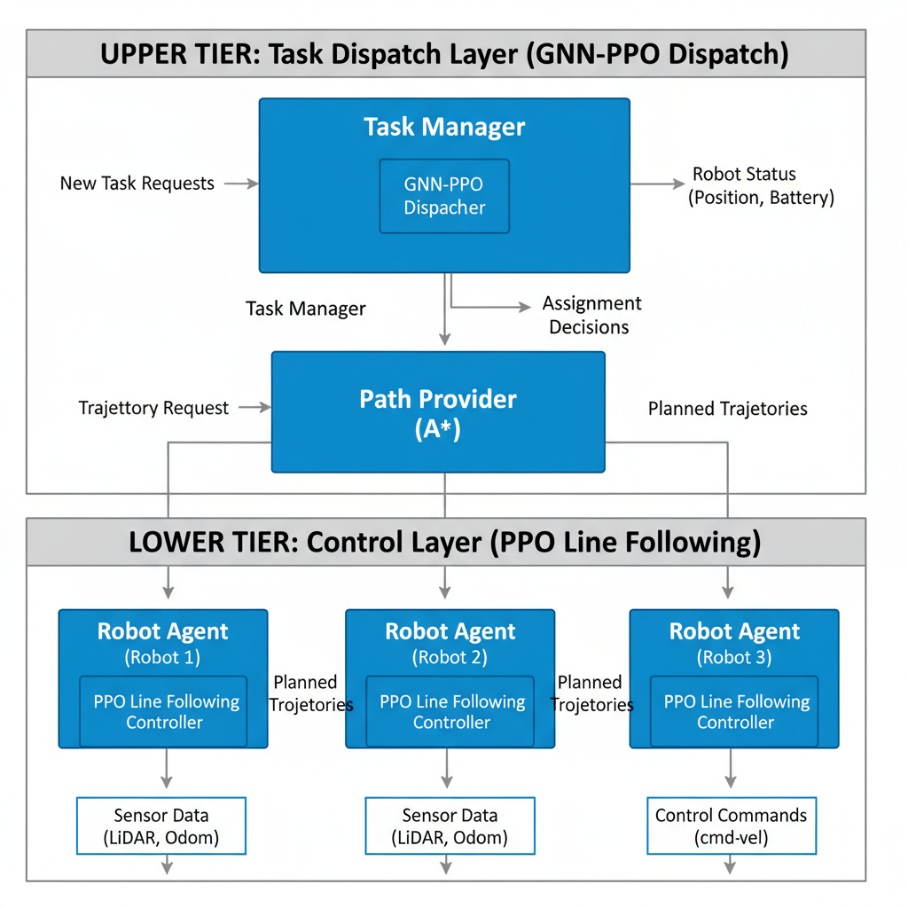 UPPER TIER: Task Dispatch Layer (GNN-PPO Dispatch)
Task Manager
GNN-PPO
Dispacher
New Task Requests
Robot Status
(Position, Battery)
Task Manager
Assignment
Decisions
Path Provider
(A*)
Trajettory Request
Planned Trajetories
LOWER TIER: Control Layer (PPO Line Following)
Robot Agent
(Robot 1)
PPO Line Following
Controller
Planned
Trojetories
Robot Agent
(Robot 2)
PPO Line Following
Controller
Planned
Trojetories
Robot Agent
(Robot 3)
PPO Line Following
Controller
Sensor Data
(LiDAR, Odom)
Sensor Data
(LiDAR, Odom)
Control Commands
(cmd-vel)